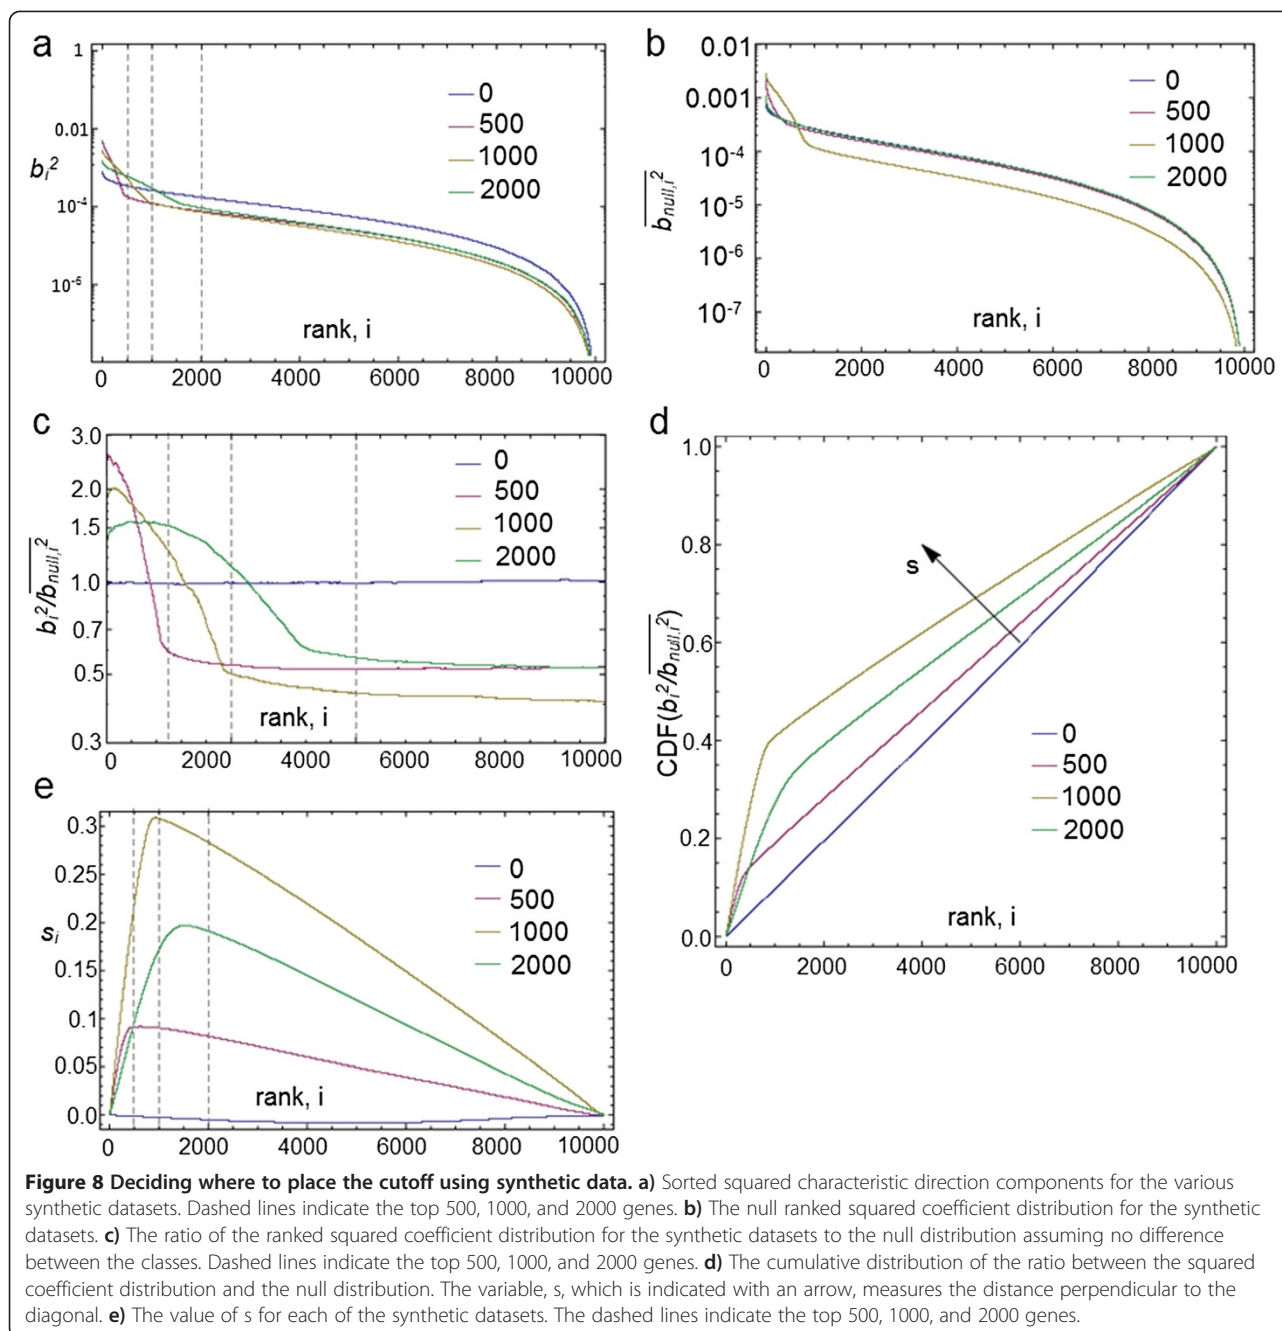 a
1
0.01
b_i^2
10^-4
10^-5
0
500
1000
2000
rank, i
0 2000 4000 6000 8000 10000
b
0.01
0.001
10^-4
b_null,i^2
10^-5
10^-6
10^-7
0
500
1000
2000
rank, i
0 2000 4000 6000 8000 10000
c
3.0
2.0
1.5
1.0
0.7
0.5
0.3
b_i^2/b_null,i^2
0
500
1000
2000
rank, i
0 2000 4000 6000 8000 10000
d
1.0
0.8
0.6
0.4
0.2
0.0
CDF(b_i^2/b_null,i^2)
s
0
500
1000
2000
rank, i
0 2000 4000 6000 8000 10000
e
0.3
0.25
0.2
s_i
0.15
0.1
0.05
0.0
0
500
1000
2000
rank, i
0 2000 4000 6000 8000 10000
Figure 8 Deciding where to place the cutoff using synthetic data. a) Sorted squared characteristic direction components for the various
synthetic datasets. Dashed lines indicate the top 500, 1000, and 2000 genes. b) The null ranked squared coefficient distribution for the synthetic
datasets. c) The ratio of the ranked squared coefficient distribution for the synthetic datasets to the null distribution assuming no difference
between the classes. Dashed lines indicate the top 500, 1000, and 2000 genes. d) The cumulative distribution of the ratio between the squared
coefficient distribution and the null distribution. The variable, s, which is indicated with an arrow, measures the distance perpendicular to the
diagonal. e) The value of s for each of the synthetic datasets. The dashed lines indicate the top 500, 1000, and 2000 genes.